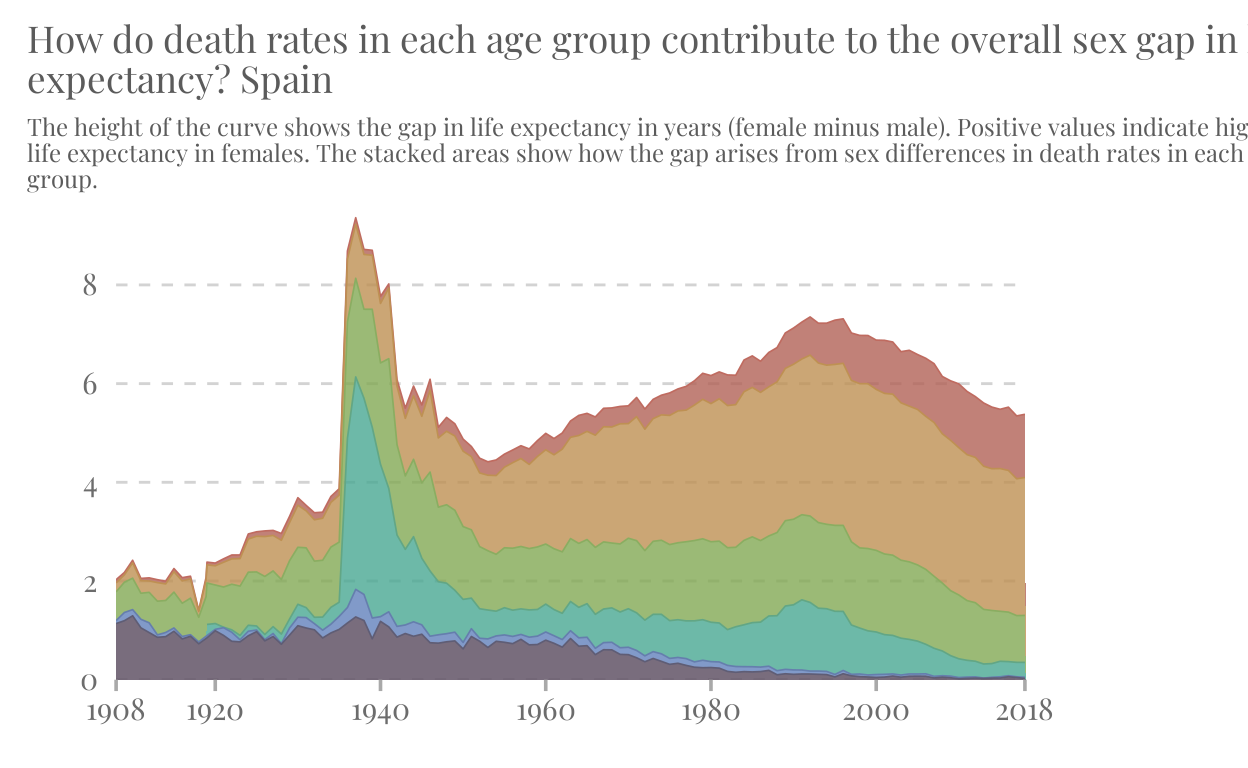 How do death rates in each age group contribute to the overall sex gap in
expectancy? Spain
The height of the curve shows the gap in life expectancy in years (female minus male). Positive values indicate
life expectancy in females. The stacked areas show how the gap arises from sex differences in death rates in each
group.
8
6
4
2
0
1908 1920 1940 1960 1980 2000 2018